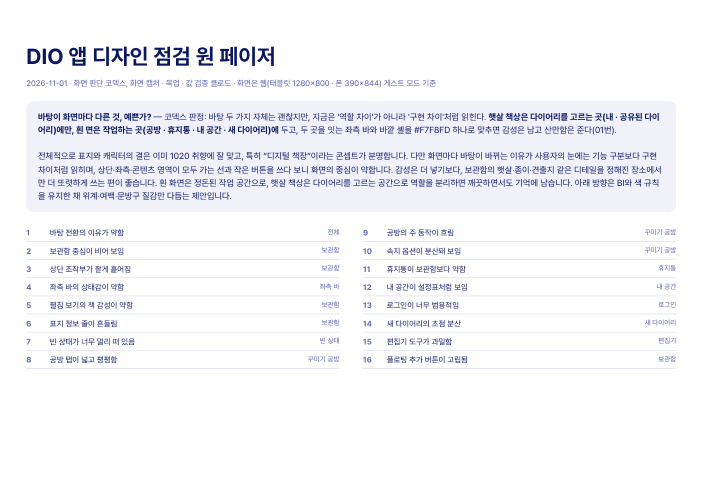 DIO 앱 디자인 점검 원 페이저
2026-11-01 · 화면 판단 코덱스, 화면 캡처 · 목업 · 값 검증 클로드 · 화면은 웹(태블릿 1280×800 · 폰 390×844) 게스트 모드 기준
바탕이 화면마다 다른 것, 예쁜가? — 코덱스 판정: 바탕 두 가지 자체는 괜찮지만, 지금은 '역할 차이'가 아니라 '구현 차이'처럼 읽힌다. 햇살 책상은 다이어리를 고르는 곳(내 · 공유된 다이
어리)에만, 흰 면은 작업하는 곳(공방 · 휴지통 · 내 공간 · 새 다이어리)에 두고, 두 곳을 잇는 좌측 바와 바깥 셸을 #F7F8FD 하나로 맞추면 감성은 남고 산만함은 준다(01번).
전체적으로 표지와 캐릭터의 결은 이미 1020 취향에 잘 맞고, 특히 “디지털 책장”이라는 콘셉트가 분명합니다. 다만 화면마다 바탕이 바뀌는 이유가 사용자의 눈에는 기능 구분보다 구현
차이처럼 읽히며, 상단·좌측·콘텐츠 영역이 모두 가는 선과 작은 버튼을 쓰다 보니 화면의 중심이 약합니다. 감성은 더 넣기보다, 보관함의 햇살·종이·견출지 같은 디테일을 정해진 장소에서
만 더 또렷하게 쓰는 편이 좋습니다. 흰 화면은 정돈된 작업 공간으로, 햇살 책상은 다이어리를 고르는 공간으로 역할을 분리하면 깨끗하면서도 기억에 남습니다. 아래 방향은 BI와 색 규칙
을 유지한 채 위계·여백·문방구 질감만 다듬는 제안입니다.
1 바탕 전환의 이유가 약함 전체
2 보관함 중심이 비어 보임 보관함
3 상단 조작부가 잘게 흩어짐 보관함
4 좌측 바의 상태감이 약함 좌측 바
5 펼침 보기의 책 감성이 약함 보관함
6 표지 정보 줄이 흔들림 보관함
7 빈 상태가 너무 멀리 떠 있음 빈 상태
8 공방 탭이 넓고 평평함 꾸미기 공방
9 공방의 주 동작이 흐림 꾸미기 공방
10 속지 옵션이 분산돼 보임 꾸미기 공방
11 휴지통이 보관함보다 약함 휴지통
12 내 공간이 설정표처럼 보임 내 공간
13 로그인이 너무 범용적임 로그인
14 새 다이어리의 초점 분산 새 다이어리
15 편집기 도구가 과밀함 편집기
16 플로팅 추가 버튼이 고립됨 보관함